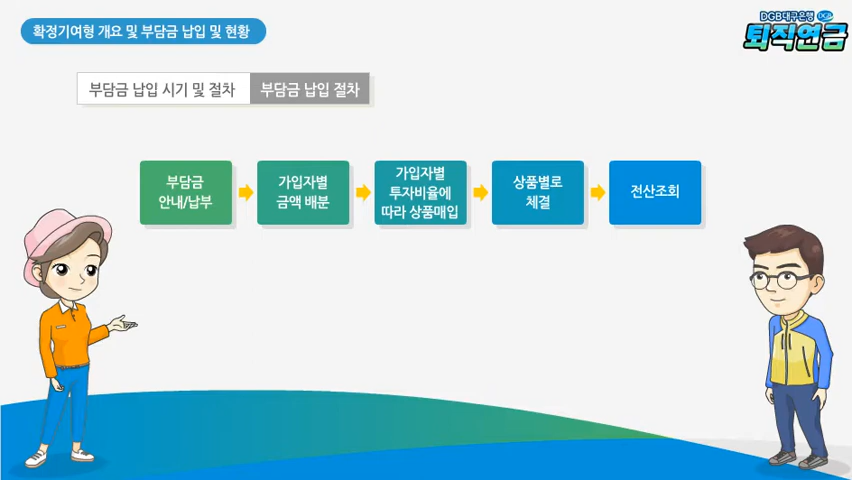 확정기여형 개요 및 부담금 납입 및 현황
DGB대구은행 DGB
퇴직연금
부담금 납입 시기 및 절차
부담금 납입 절차
부담금
안내/납부
가입자별
금액 배분
가입자별
투자비율에
따라 상품매입
상품별로
체결
전산조회